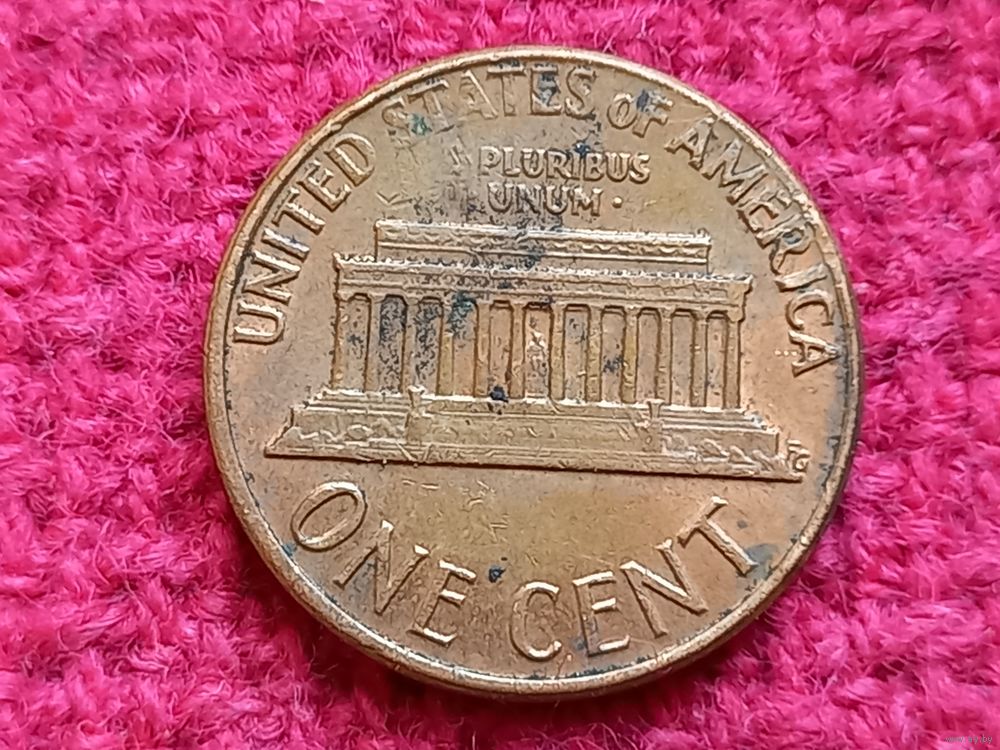 UNITED STATES OF AMERICA
PLURIBUS
UNUM ·
ONE CENT
FG